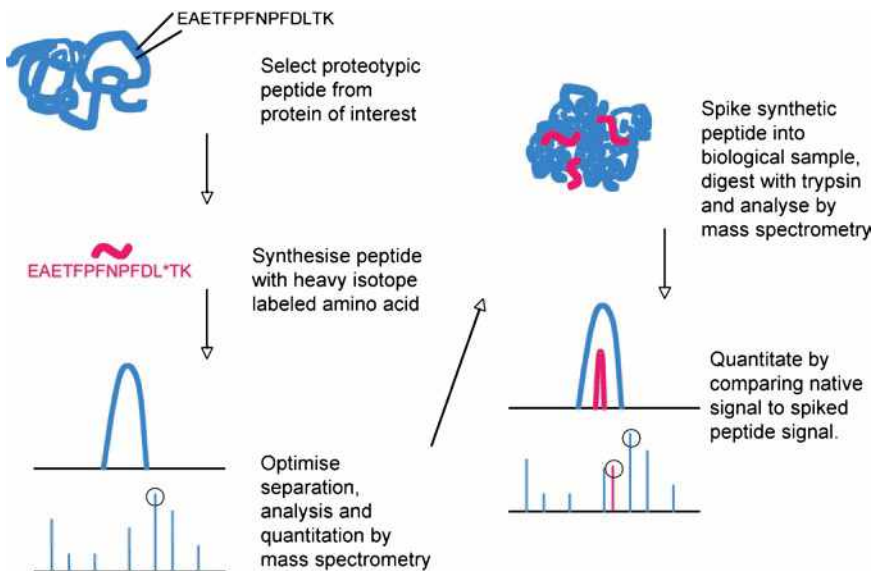 EAETFPFNPFDLTK
Select proteotypic
peptide from
protein of interest
EAETFPFNPFDL*TK
Synthesise peptide
with heavy isotope
labeled amino acid
Optimise
separation,
analysis and
quantitation by
mass spectrometry
Spike synthetic
peptide into
biological sample,
digest with trypsin
and analyse by
mass spectrometry
Quantitate by
comparing native
signal to spiked
peptide signal.